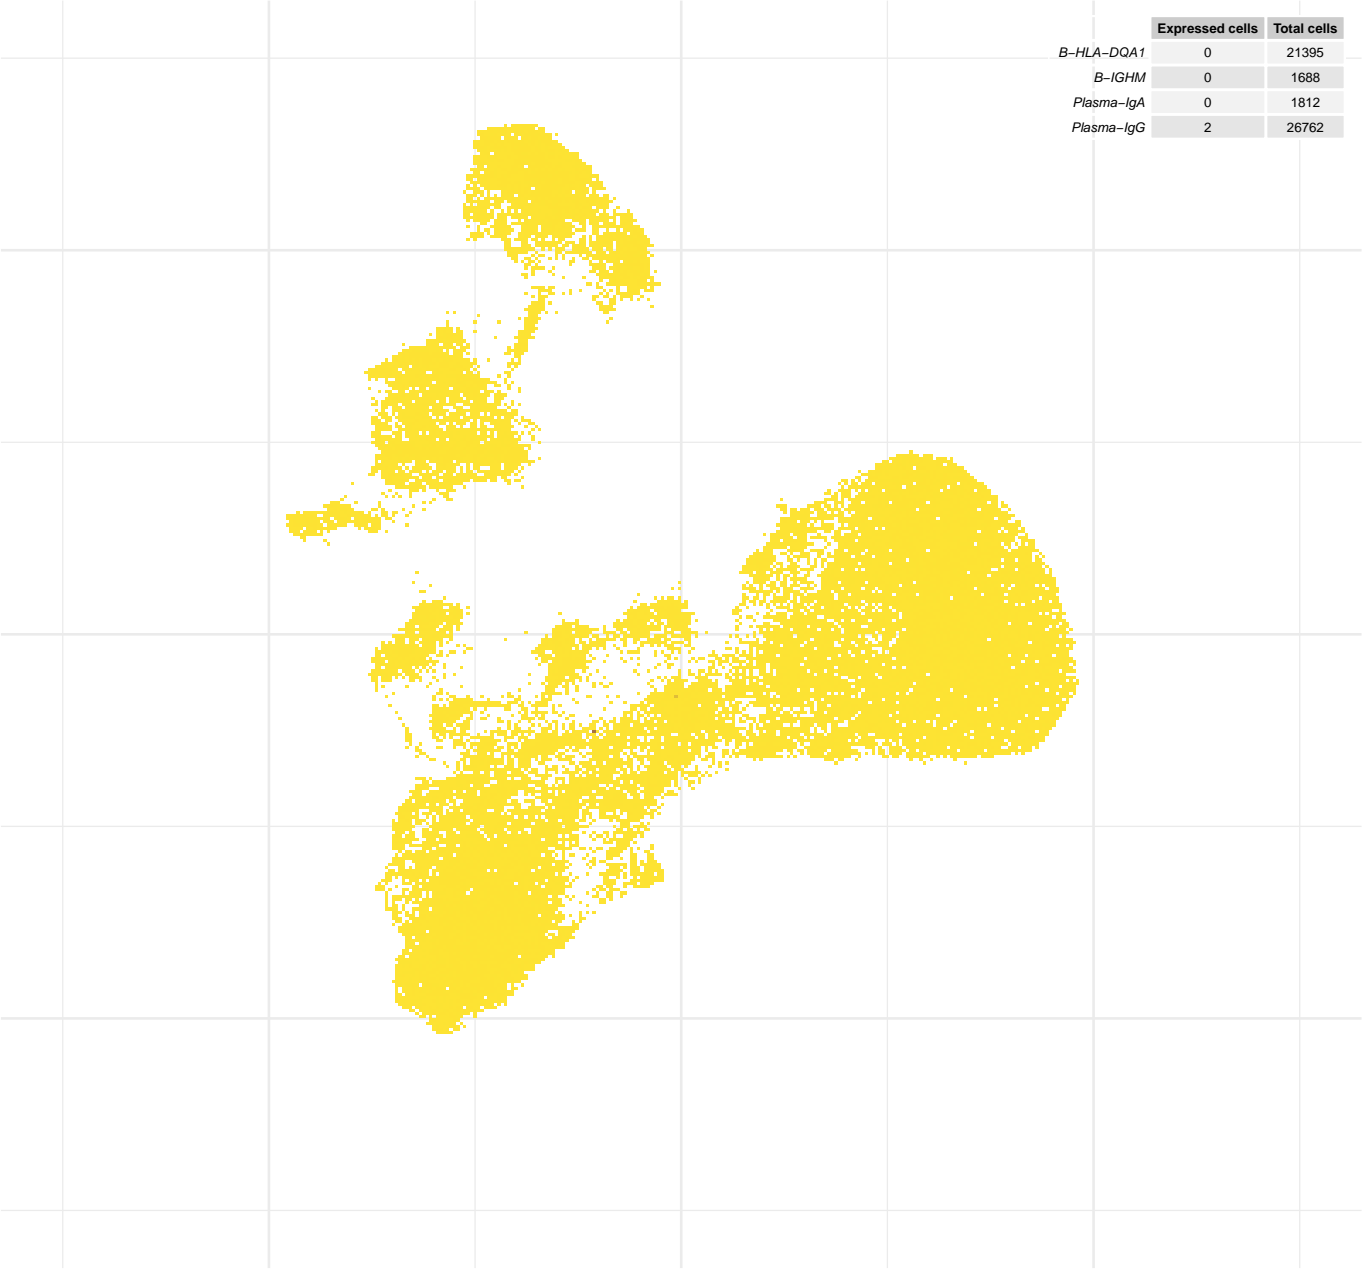 Expressed cells Total cells
B−HLA−DQA1 0 21395
B−IGHM 0 1688
Plasma−IgA 0 1812
Plasma−IgG 2 26762